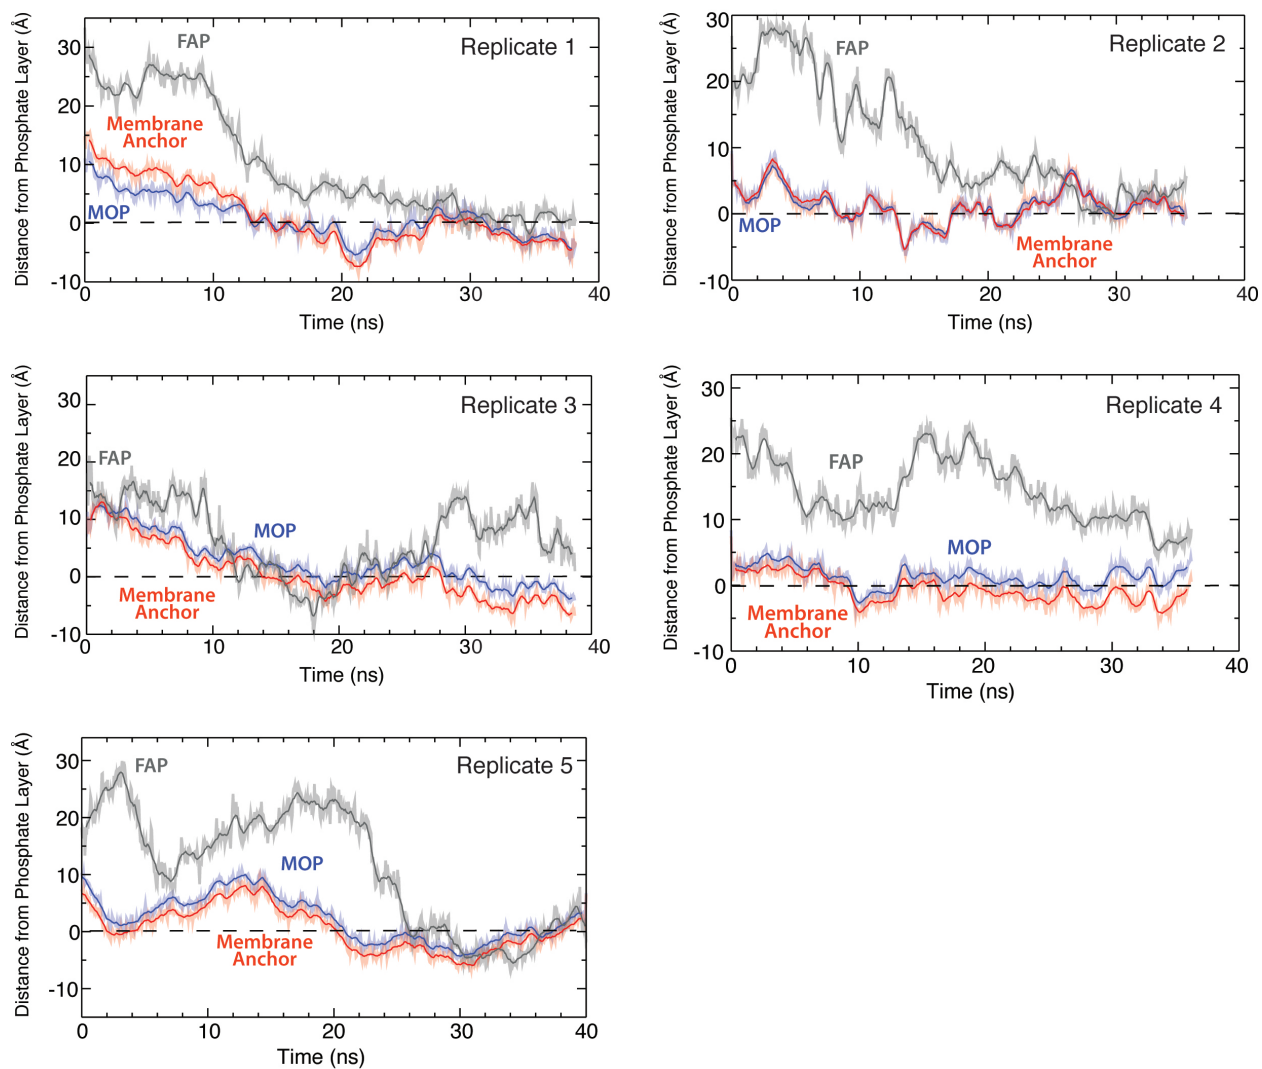 Replicate 1
Distance from Phosphate Layer (Å)
30
20
10
0
-10
FAP
Membrane
Anchor
MOP
0 10 20 30 40
Time (ns)
Replicate 2
Distance from Phosphate Layer (Å)
30
20
10
0
-10
FAP
MOP
Membrane
Anchor
0 10 20 30 40
Time (ns)
Replicate 3
Distance from Phosphate Layer (Å)
30
20
10
0
-10
FAP
MOP
Membrane
Anchor
0 10 20 30 40
Time (ns)
Replicate 4
Distance from Phosphate Layer (Å)
30
20
10
0
-10
FAP
MOP
Membrane
Anchor
0 10 20 30 40
Time (ns)
Replicate 5
Distance from Phosphate Layer (Å)
30
20
10
0
-10
FAP
MOP
Membrane
Anchor
0 10 20 30 40
Time (ns)